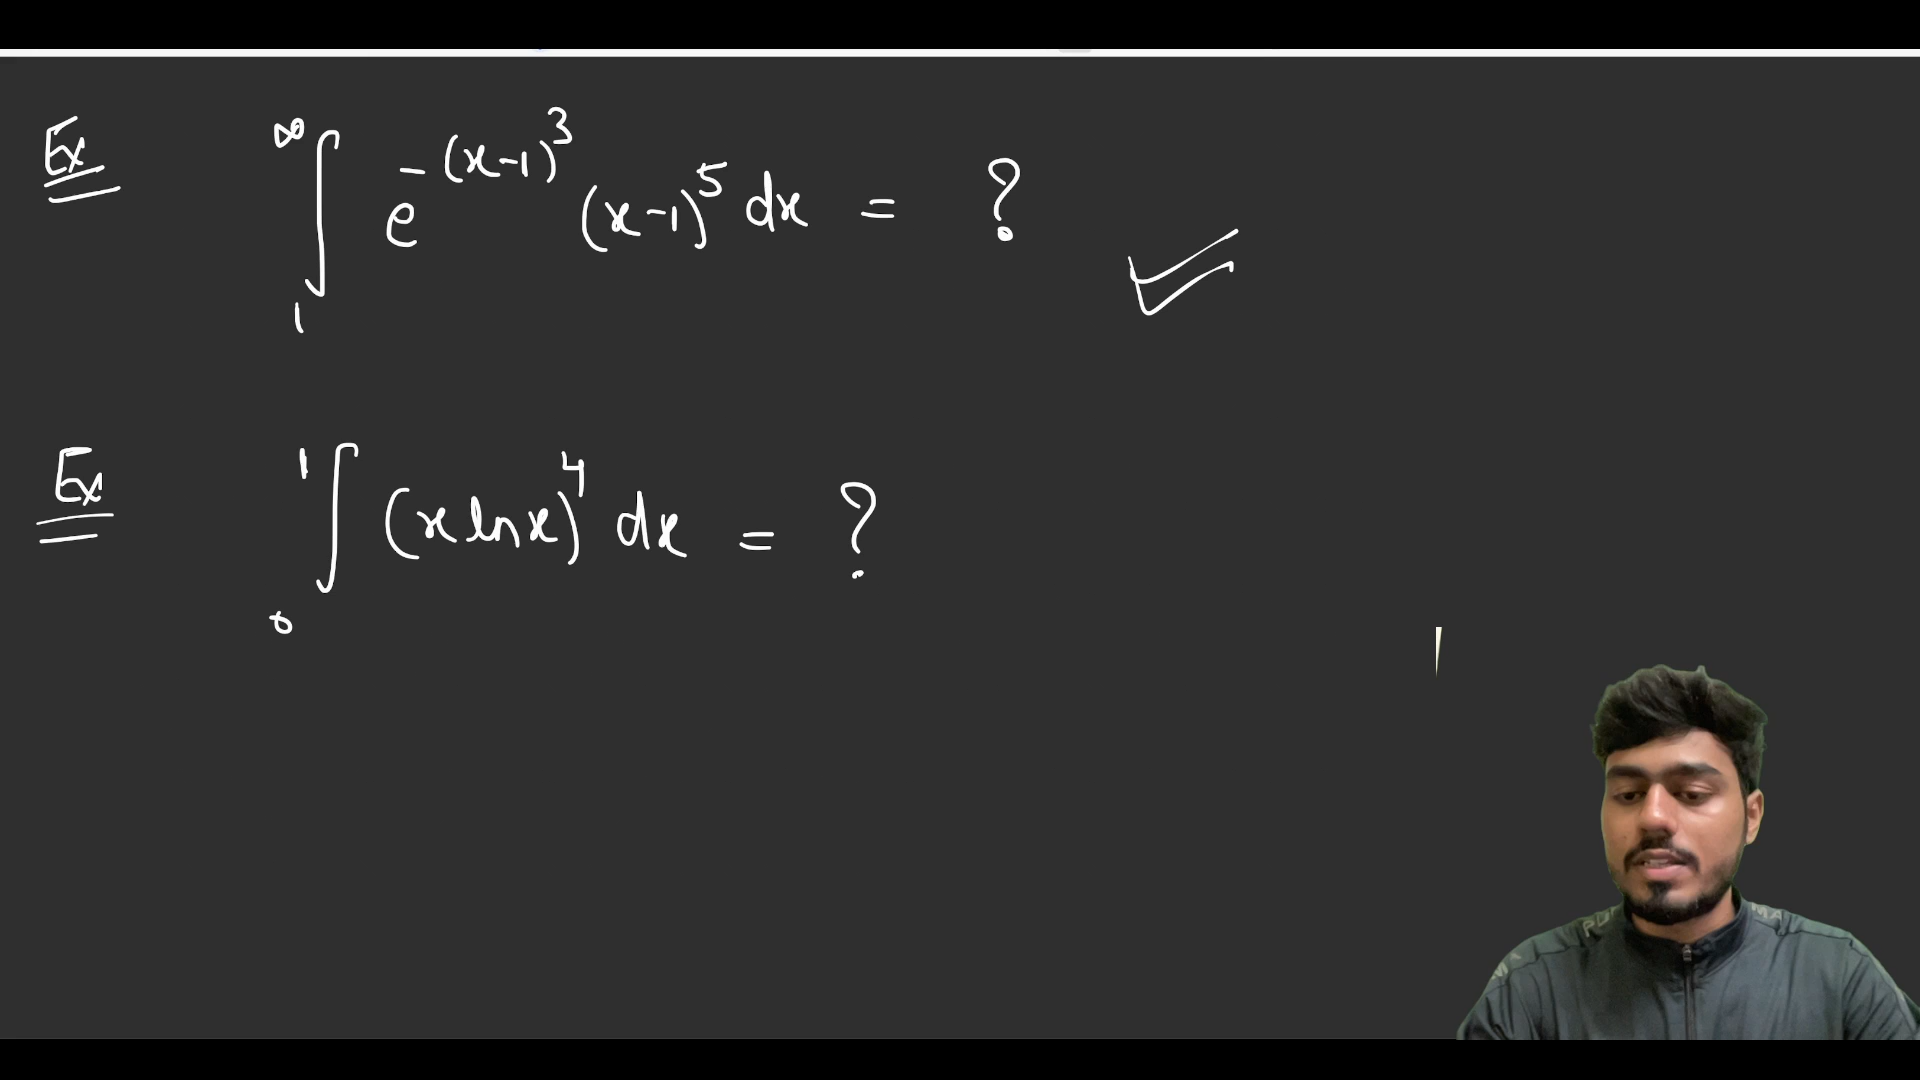 Ex ∫₁^∞ e^{-(x-1)^3} (x-1)^5 dx = ?
Ex ∫₀^1 (x ln x)^4 dx = ?